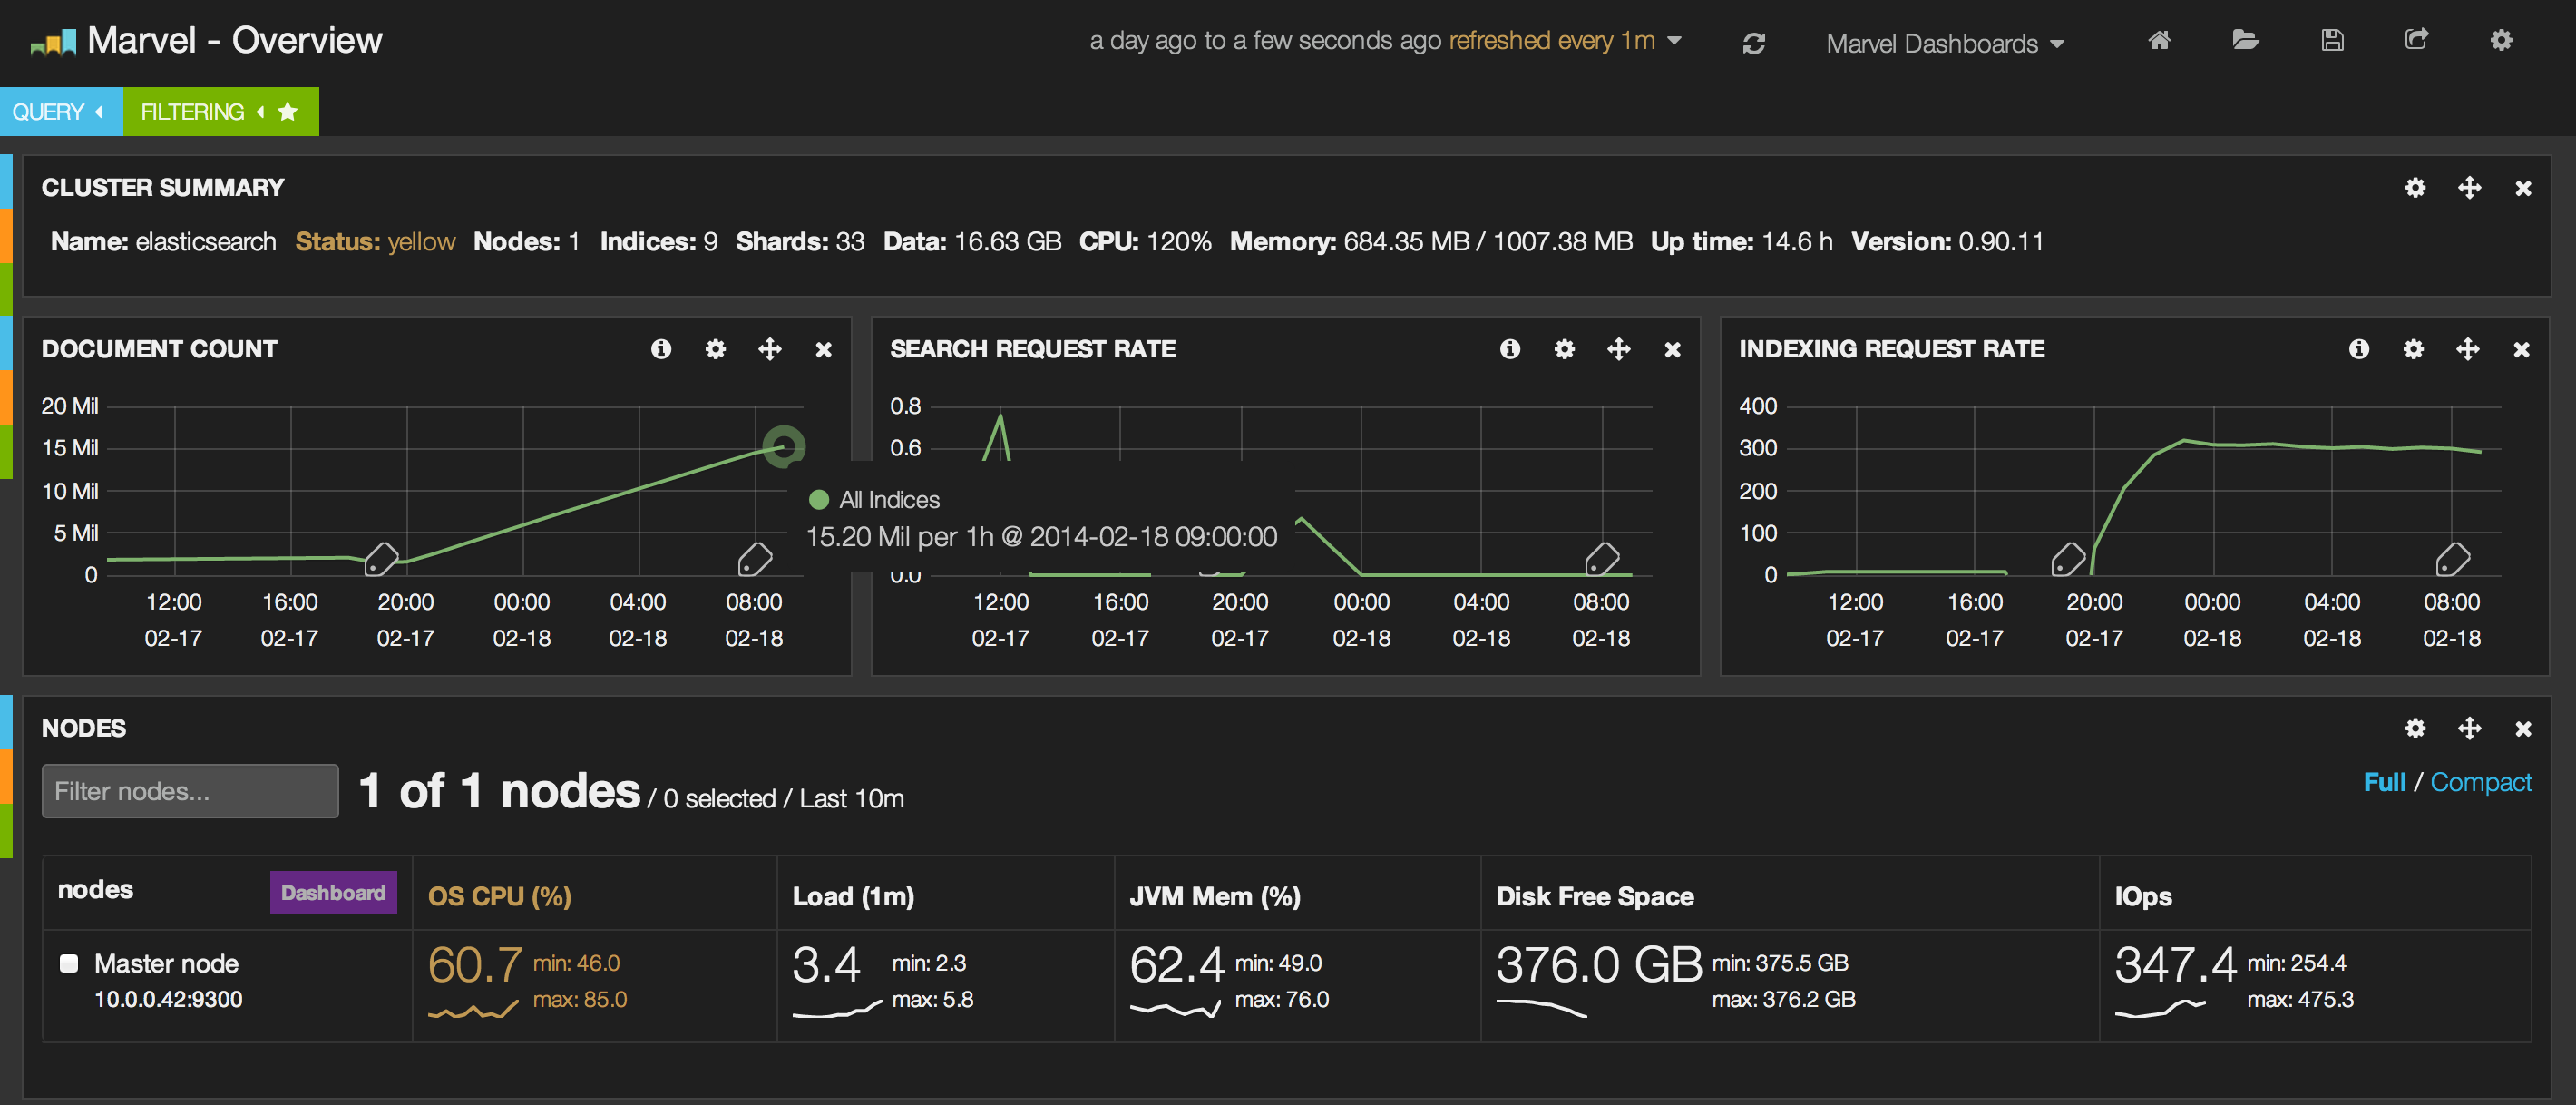 Marvel - Overview
a day ago to a few seconds ago refreshed every 1m
Marvel Dashboards
QUERY
FILTERING
CLUSTER SUMMARY
Name: elasticsearch Status: yellow Nodes: 1 Indices: 9 Shards: 33 Data: 16.63 GB CPU: 120% Memory: 684.35 MB / 1007.38 MB Up time: 14.6 h Version: 0.90.11
DOCUMENT COUNT
20 Mil
15 Mil
10 Mil
5 Mil
0
12:00 16:00 20:00 00:00 04:00 08:00
02-17 02-17 02-17 02-18 02-18 02-18
All Indices
15.20 Mil per 1h @ 2014-02-18 09:00:00
SEARCH REQUEST RATE
0.8
0.6
0.0
12:00 16:00 20:00 00:00 04:00 08:00
02-17 02-17 02-17 02-18 02-18 02-18
INDEXING REQUEST RATE
400
300
200
100
0
12:00 16:00 20:00 00:00 04:00 08:00
02-17 02-17 02-17 02-18 02-18 02-18
NODES
Filter nodes...
1 of 1 nodes / 0 selected / Last 10m
Full / Compact
nodes Dashboard OS CPU (%) Load (1m) JVM Mem (%) Disk Free Space IOps
Master node 60.7 min: 46.0 3.4 min: 2.3 62.4 min: 49.0 376.0 GB min: 375.5 GB 347.4 min: 254.4
10.0.0.42:9300 max: 85.0 max: 5.8 max: 76.0 max: 376.2 GB max: 475.3